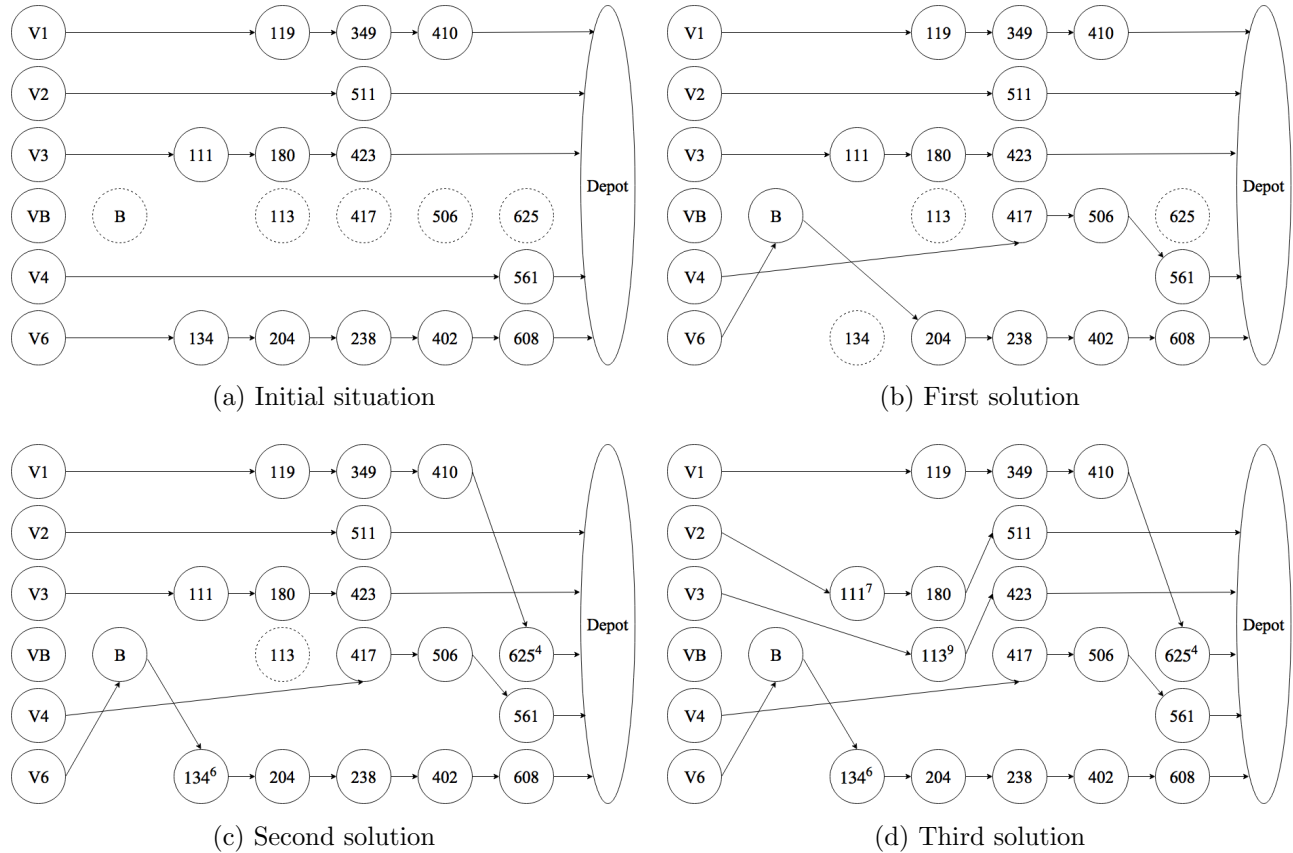 V1 119 349 410
V2 511
V3 111 180 423
VB B 113 417 506 625
V4 561
V6 134 204 238 402 608
Depot
(a) Initial situation
V1 119 349 410
V2 511
V3 111 180 423
VB B 113 417 506 625
V4 561
V6 134 204 238 402 608
Depot
(b) First solution
V1 119 349 410
V2 511
V3 111 180 423
VB B 113 417 506 625⁴
V4 561
V6 134⁶ 204 238 402 608
Depot
(c) Second solution
V1 119 349 410
V2 511
V3 111⁷ 180 423
VB B 113⁹ 417 506 625⁴
V4 561
V6 134⁶ 204 238 402 608
Depot
(d) Third solution